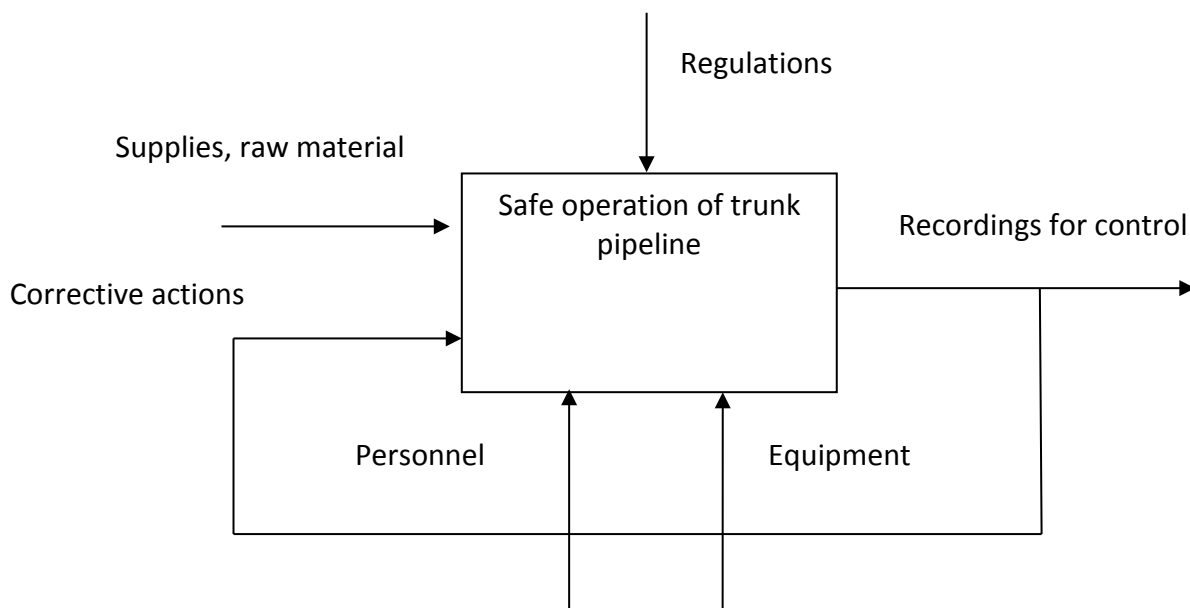 Regulations
Supplies, raw material
Safe operation of trunk
pipeline
Recordings for control
Corrective actions
Personnel
Equipment